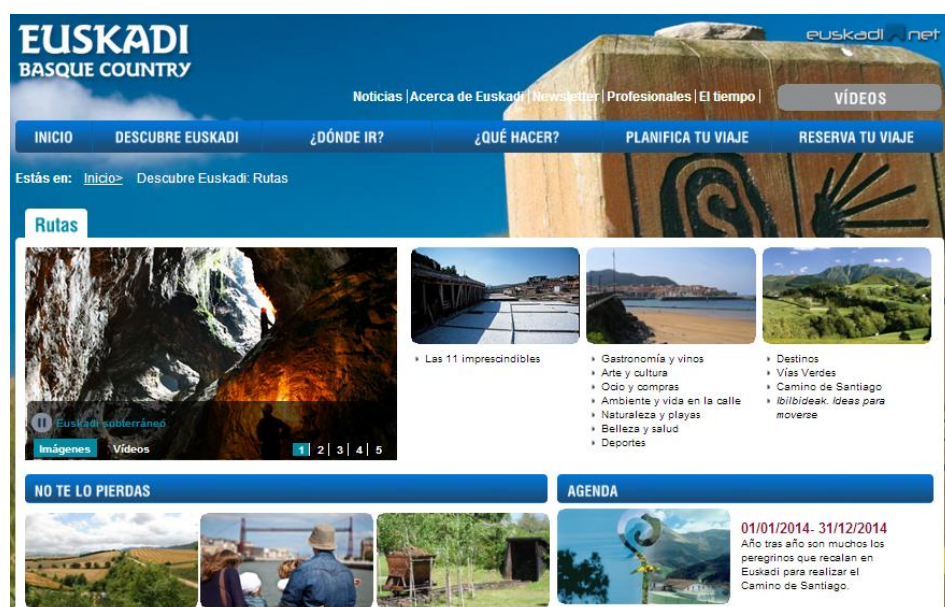 EUSKADI
BASQUE COUNTRY
euskadi net
Noticias |Acerca de Euskadi |Newsletter |Profesionales |El tiempo |
VÍDEOS
INICIO DESCUBRE EUSKADI ¿DÓNDE IR? ¿QUÉ HACER? PLANIFICA TU VIAJE RESERVA TU VIAJE
Estás en: Inicio> Descubre Euskadi: Rutas
Rutas
Euskadi subterráneo
Imágenes Vídeos 1 | 2 | 3 | 4 | 5
Las 11 imprescindibles
Gastronomía y vinos
Arte y cultura
Ocio y compras
Ambiente y vida en la calle
Naturaleza y playas
Belleza y salud
Deportes
Destinos
Vías Verdes
Camino de Santiago
Ibilbideak. Ideas para
moverse
NO TE LO PIERDAS
AGENDA
01/01/2014- 31/12/2014
Año tras año son muchos los
peregrinos que recalan en
Euskadi para realizar el
Camino de Santiago.